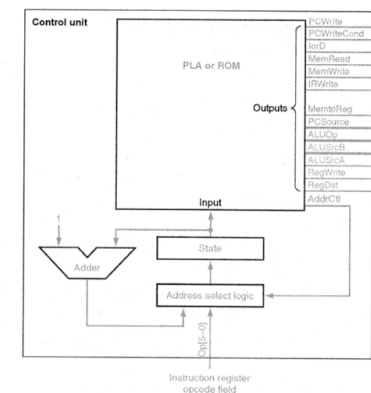 Control unit
PLA or ROM
Outputs
PCWrite
PCWriteCond
IorD
MemRead
MemWrite
IRWrite
MemtoReg
PCSource
ALUOp
ALUSrcB
ALUSrcA
RegWrite
RegDst
AddrCtl
Input
1
State
Adder
Address select logic
Op[5–0]
Instruction register
opcode field